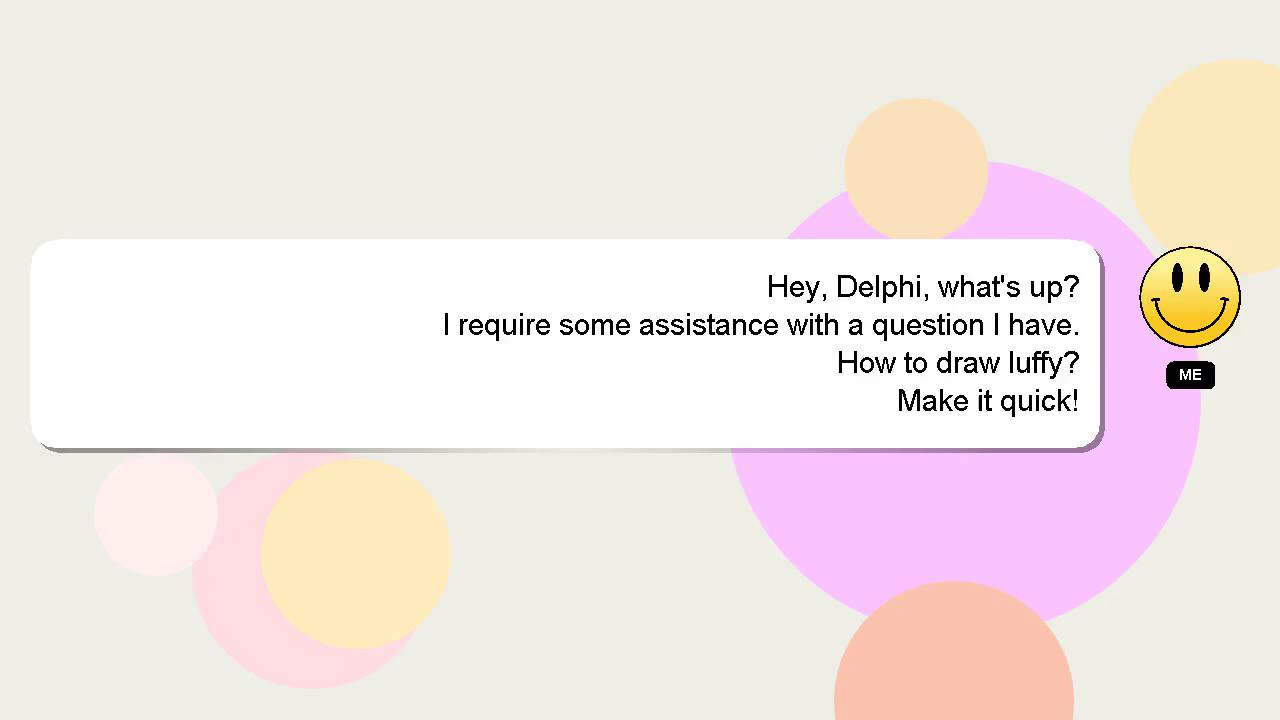 Hey, Delphi, what's up?
I require some assistance with a question I have.
How to draw luffy?
Make it quick!
ME